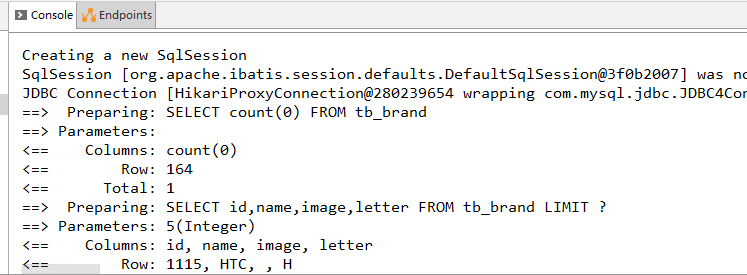 Console Endpoints
Creating a new SqlSession
SqlSession [org.apache.ibatis.session.defaults.DefaultSqlSession@3f0b2007] was no
JDBC Connection [HikariProxyConnection@280239654 wrapping com.mysql.jdbc.JDBC4Con
==>  Preparing: SELECT count(0) FROM tb_brand
==> Parameters:
<==    Columns: count(0)
<==        Row: 164
<==      Total: 1
==>  Preparing: SELECT id,name,image,letter FROM tb_brand LIMIT ?
==> Parameters: 5(Integer)
<==    Columns: id, name, image, letter
<==        Row: 1115, HTC, , H